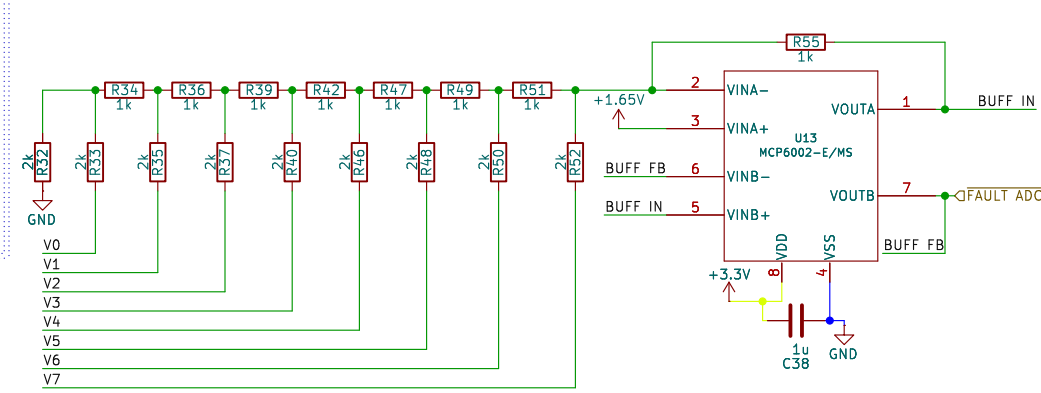 R55
1k
R34
R36
R39
R42
R47
R49
R51
1k
1k
1k
1k
1k
1k
1k
+1.65V
2
VINA-
3
VINA+
6
VINB-
5
VINB+
VOUTA
1
BUFF IN
U13
MCP6002-E/MS
VOUTB
7
FAULT ADC
BUFF FB
BUFF FB
BUFF IN
2k
R32
2k
R33
2k
R35
2k
R37
2k
R40
2k
R46
2k
R48
2k
R50
2k
R52
GND
V0
V1
V2
V3
V4
V5
V6
V7
VDD
8
VSS
4
+3.3V
1u
C38
GND